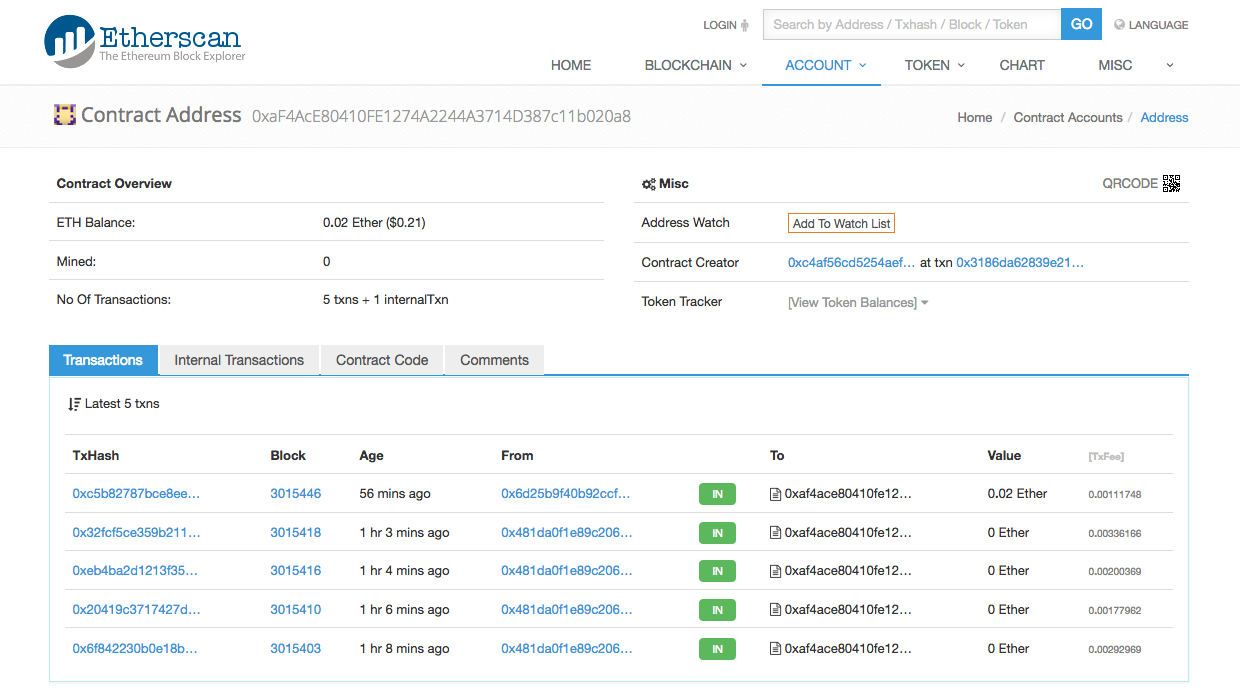 LOGIN Search by Address / Txhash / Block / Token GO LANGUAGE
Etherscan
The Ethereum Block Explorer
HOME BLOCKCHAIN ACCOUNT TOKEN CHART MISC
Contract Address 0xaF4AcE80410FE1274A2244A3714D387c11b020a8
Home / Contract Accounts / Address
Contract Overview
ETH Balance: 0.02 Ether ($0.21)
Mined: 0
No Of Transactions: 5 txns + 1 internalTxn
Misc QRCODE
Address Watch Add To Watch List
Contract Creator 0xc4af56cd5254aef... at txn 0x3186da62839e21...
Token Tracker [View Token Balances]
Transactions Internal Transactions Contract Code Comments
Latest 5 txns
TxHash Block Age From To Value [TxFee]
0xc5b82787bce8ee... 3015446 56 mins ago 0x6d25b9f40b92ccf... IN 0xaf4ace80410fe12... 0.02 Ether 0.00111748
0x32fcf5ce359b211... 3015418 1 hr 3 mins ago 0x481da0f1e89c206... IN 0xaf4ace80410fe12... 0 Ether 0.00336166
0xeb4ba2d1213f35... 3015416 1 hr 4 mins ago 0x481da0f1e89c206... IN 0xaf4ace80410fe12... 0 Ether 0.00200369
0x20419c3717427d... 3015410 1 hr 6 mins ago 0x481da0f1e89c206... IN 0xaf4ace80410fe12... 0 Ether 0.00177962
0x6f842230b0e18b... 3015403 1 hr 8 mins ago 0x481da0f1e89c206... IN 0xaf4ace80410fe12... 0 Ether 0.00292969